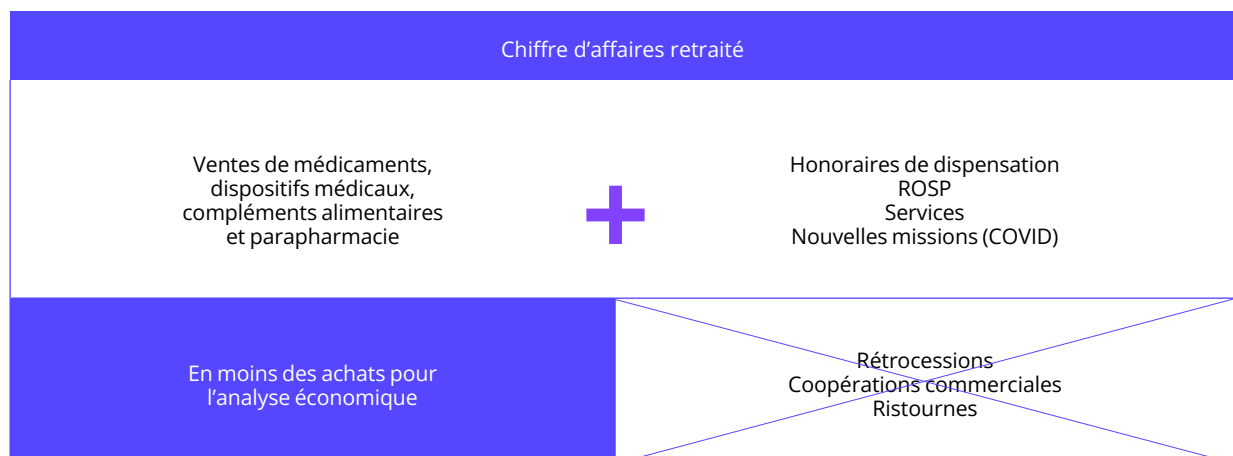 Chiffre d’affaires retraité
Ventes de médicaments,
dispositifs médicaux,
compléments alimentaires
et parapharmacie
+
Honoraires de dispensation
ROSP
Services
Nouvelles missions (COVID)
En moins des achats pour
l’analyse économique
Rétrocessions
Coopérations commerciales
Ristournes